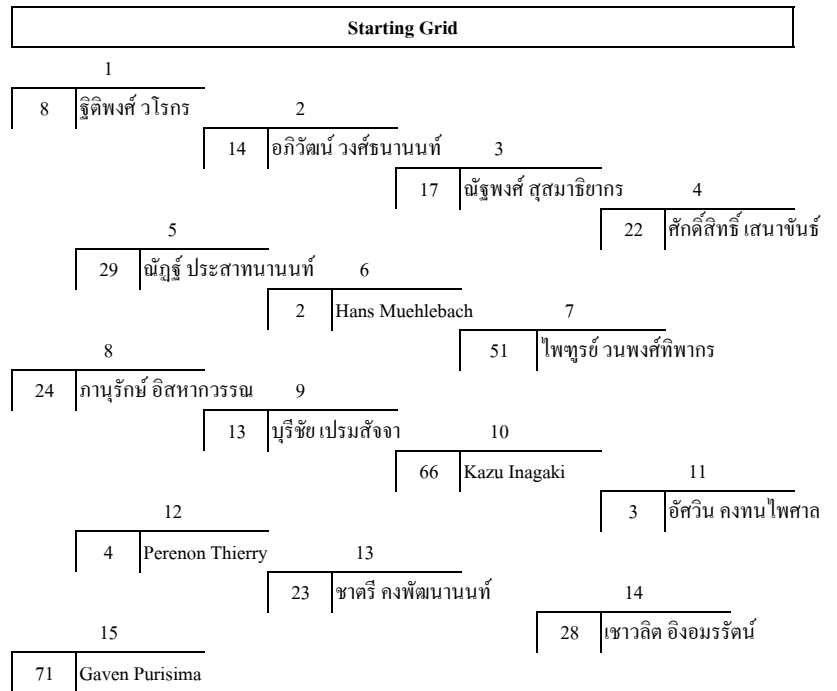 Starting Grid
1
8 ฐิติพงศ์ วโรกร
2
14 อภิวัฒน์ วงศ์ธนานนท์
3
17 ณัฐพงศ์ สุสมาธิยากร
4
22 ศักดิ์สิทธิ์ เสนาขันธ์
5
29 ณัฏฐ์ ประสาทนานนท์
6
2 Hans Muehlebach
7
51 ไพฑูรย์ วนพงศ์ทิพากร
8
24 ภานุรักษ์ อิสหากวรรณ
9
13 บุรีชัย เปรมสัจจา
10
66 Kazu Inagaki
11
3 อัศวิน คงทนไพศาล
12
4 Perenon Thierry
13
23 ชาตรี คงพัฒนานนท์
14
28 เชาวลิต อิงอมรรัตน์
15
71 Gaven Purisima